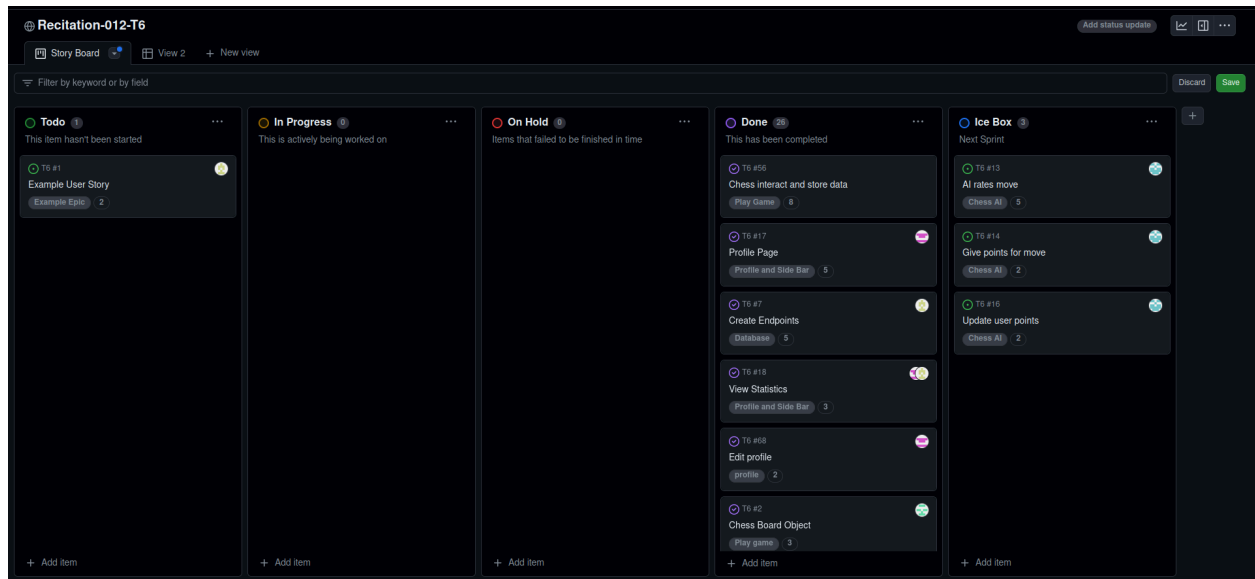 Recitation-012-T6
Add status update
Story Board
View 2
New view
Filter by keyword or by field
Discard
Save
Todo 1
This item hasn't been started
T6 #1
Example User Story
Example Epic 2
Add item
In Progress 0
This is actively being worked on
Add item
On Hold 0
Items that failed to be finished in time
Add item
Done 26
This has been completed
T6 #56
Chess interact and store data
Play Game 8
T6 #17
Profile Page
Profile and Side Bar 5
T6 #7
Create Endpoints
Database 5
T6 #18
View Statistics
Profile and Side Bar 3
T6 #68
Edit profile
profile 2
T6 #2
Chess Board Object
Play game 3
Add item
Ice Box 3
Next Sprint
T6 #13
AI rates move
Chess AI 5
T6 #14
Give points for move
Chess AI 2
T6 #16
Update user points
Chess AI 2
Add item